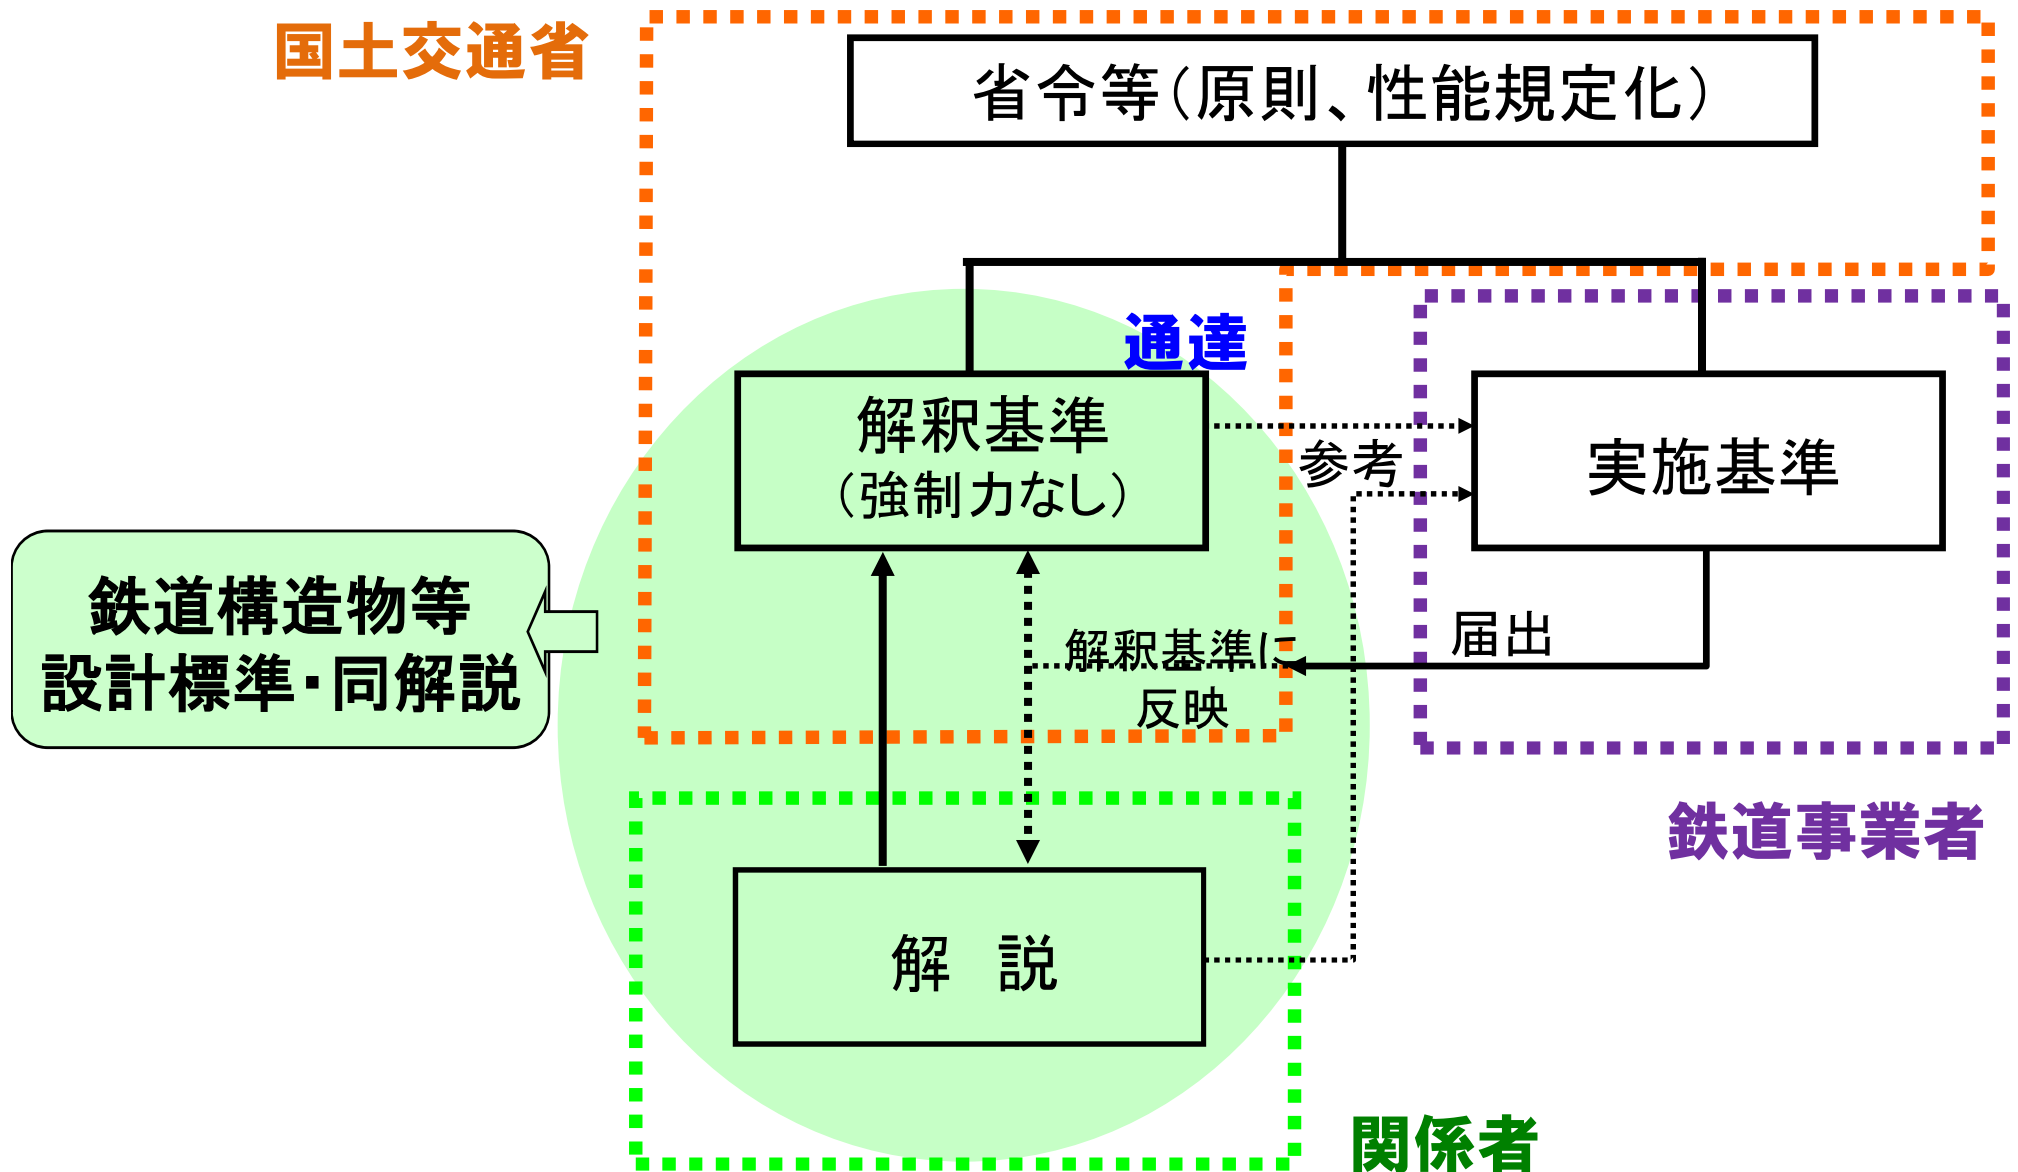 国土交通省
省令等（原則、性能規定化）
通達
解釈基準
（強制力なし）
参考
実施基準
鉄道構造物等
設計標準・同解説
解釈基準に
反映
届出
鉄道事業者
解　説
関係者